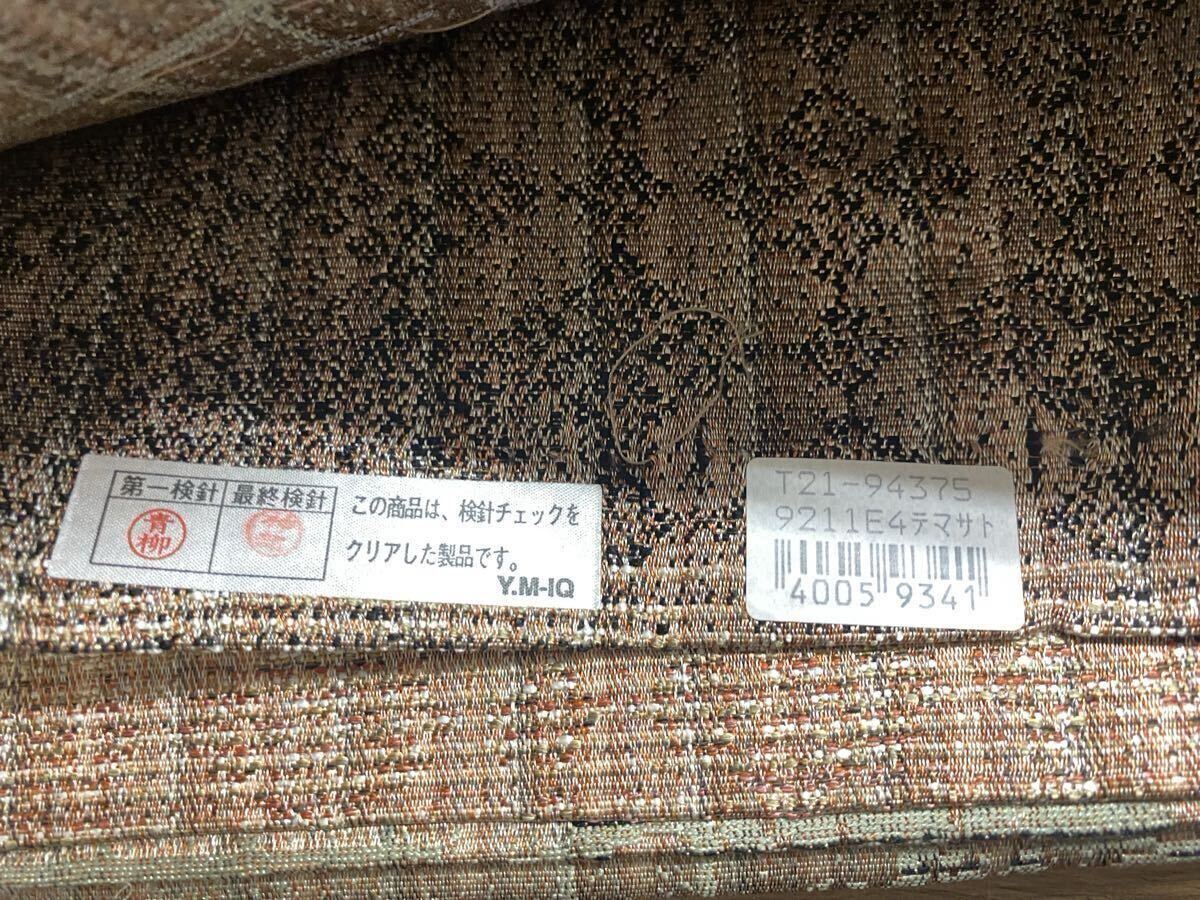 第一検針 最終検針
青柳
この商品は、検針チェックを
クリアした製品です。
Y.M-IQ
T21-94375
9211E4テマサト
4005 9341